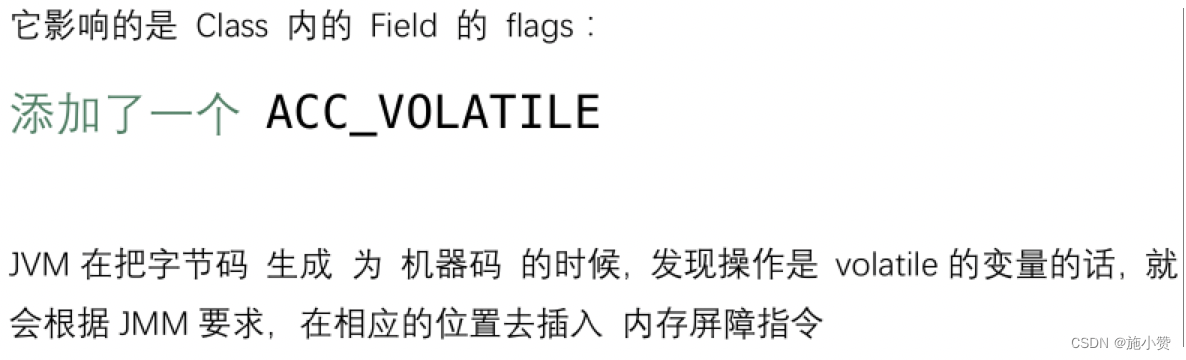 它影响的是 Class 内的 Field 的 flags：
添加了一个 ACC_VOLATILE
JVM 在把字节码 生成 为 机器码 的时候，发现操作是 volatile 的变量的话，就
会根据 JMM 要求，在相应的位置去插入 内存屏障指令
CSDN @施小赞